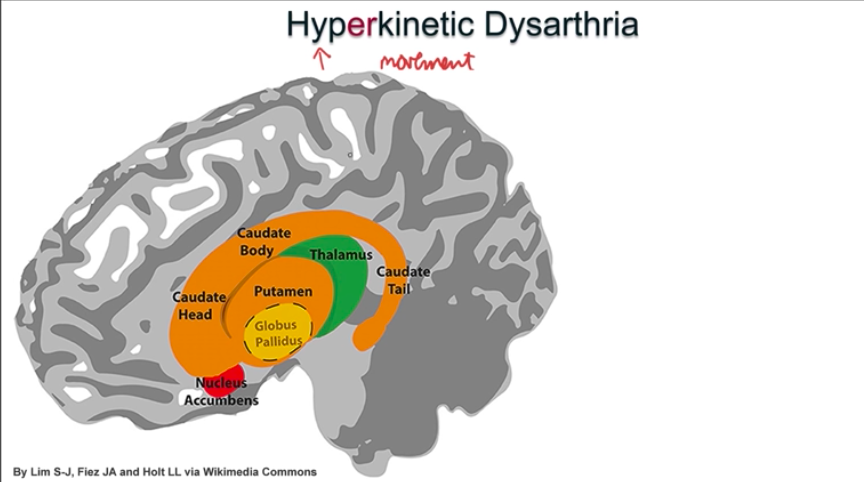 Hyperkinetic Dysarthria
↑ movement
Caudate
Body
Thalamus
Caudate
Tail
Caudate
Head
Putamen
Globus
Pallidus
Nucleus
Accumbens
By Lim S-J, Fiez JA and Holt LL via Wikimedia Commons